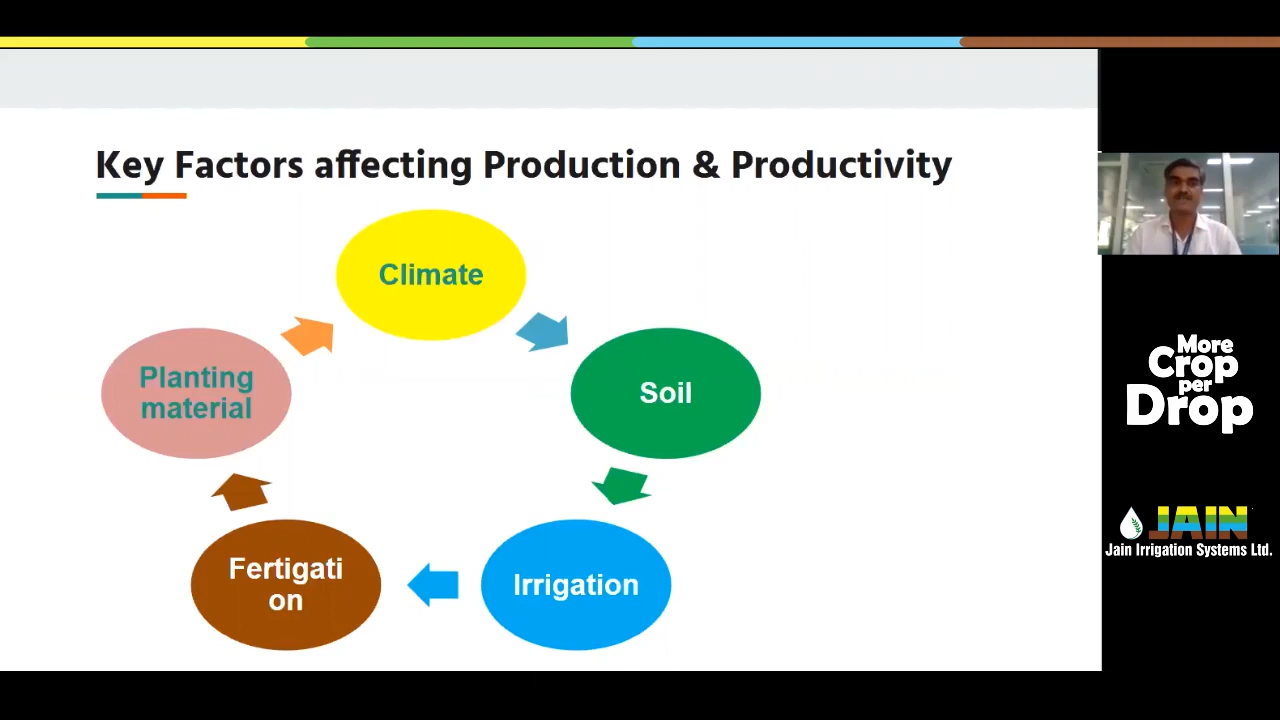 Key Factors affecting Production & Productivity
Climate
Soil
Irrigation
Fertigati
on
Planting
material
More
Crop
per
Drop
JAIN
Jain Irrigation Systems Ltd.